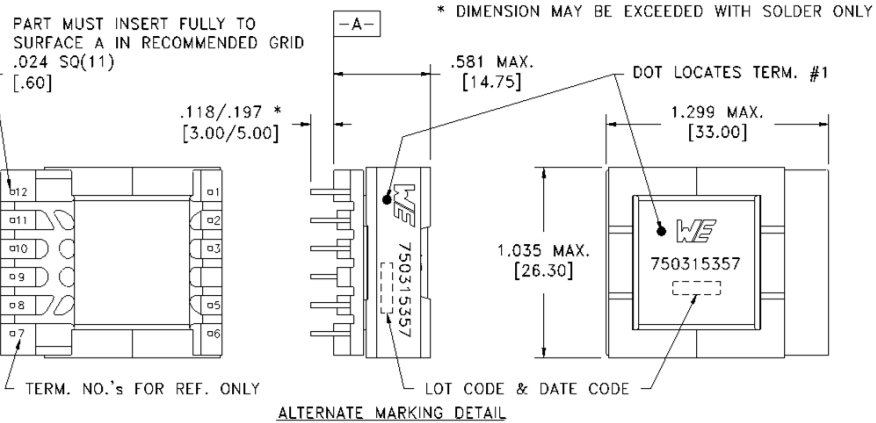 * DIMENSION MAY BE EXCEEDED WITH SOLDER ONLY
PART MUST INSERT FULLY TO
SURFACE A IN RECOMMENDED GRID
.024 SQ(11)
[.60]
-A-
.581 MAX.
[14.75]
DOT LOCATES TERM. #1
.118/.197 *
[3.00/5.00]
1.299 MAX.
[33.00]
12
1
11
2
10
3
9
8
5
7
6
WE
750315357
1.035 MAX.
[26.30]
WE
750315357
TERM. NO.'s FOR REF. ONLY
LOT CODE & DATE CODE
ALTERNATE MARKING DETAIL